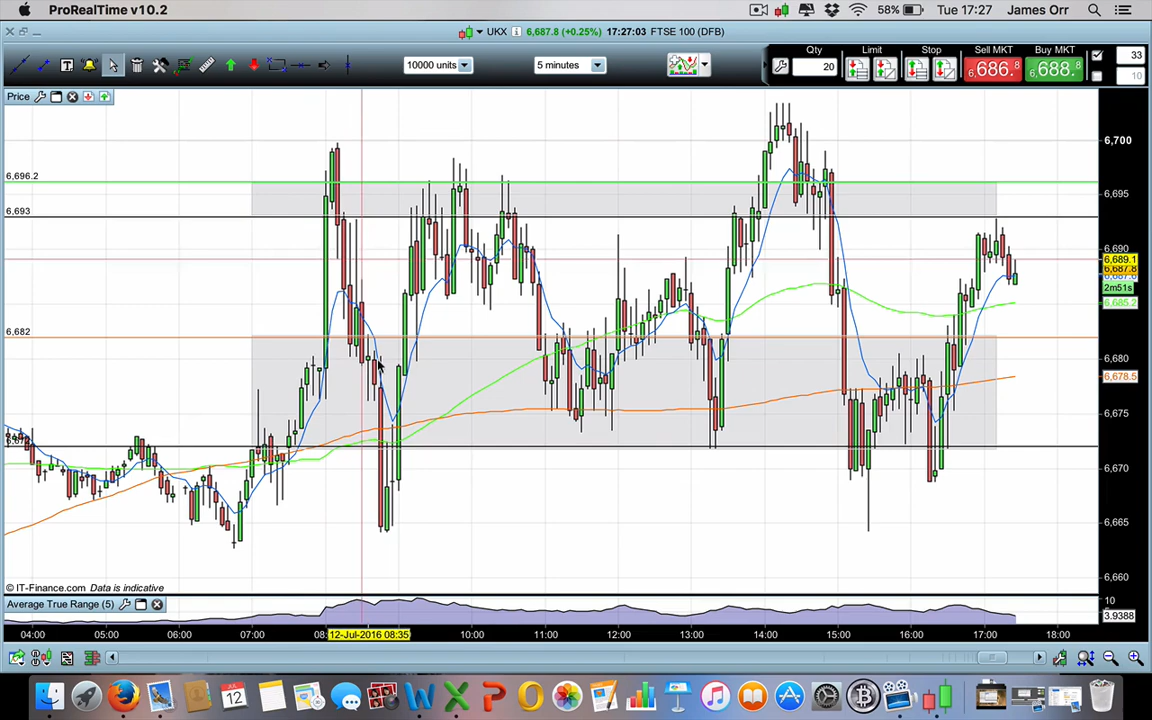 ProRealTime v10.2 58% Tue 17:27 James Orr
UKX 6,687.8 (+0.25%) 17:27:03 FTSE 100 (DFB)
Qty Limit Stop Sell MKT Buy MKT 33
10000 units 5 minutes 20 6,686.8 6,688.8 10
Price
6,700
6,696.2
6,695
6,693
6,690
6,689.1
6,687.8
2m51s
6,685.2
6,682
6,680
6,678.5
6,675
6,670
6,665
6,660
© IT-Finance.com Data is indicative
Average True Range (5) 10
3.9388
04:00 05:00 06:00 07:00 08: 12-Jul-2016 08:35 10:00 11:00 12:00 13:00 14:00 15:00 16:00 17:00 18:00
12